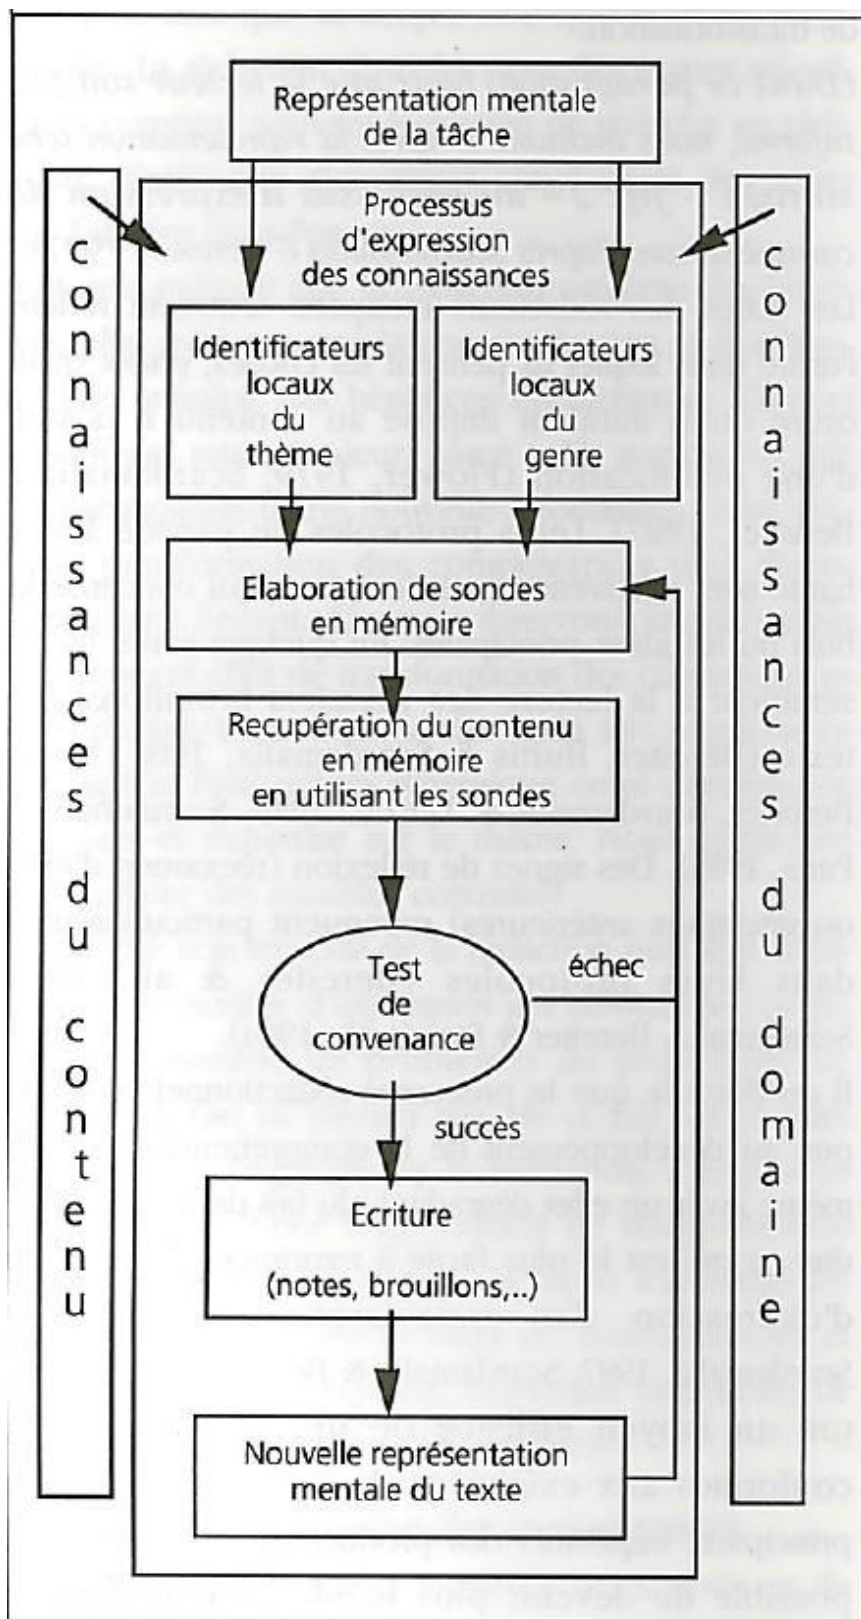 Représentation mentale
de la tâche
connaissances du contenu
Processus
d'expression
des connaissances
connaissances du domaine
Identificateurs
locaux
du
thème
Identificateurs
locaux
du
genre
Elaboration de sondes
en mémoire
Recupération du contenu
en mémoire
en utilisant les sondes
Test
de
convenance
échec
succès
Ecriture
(notes, brouillons,..)
Nouvelle représentation
mentale du texte